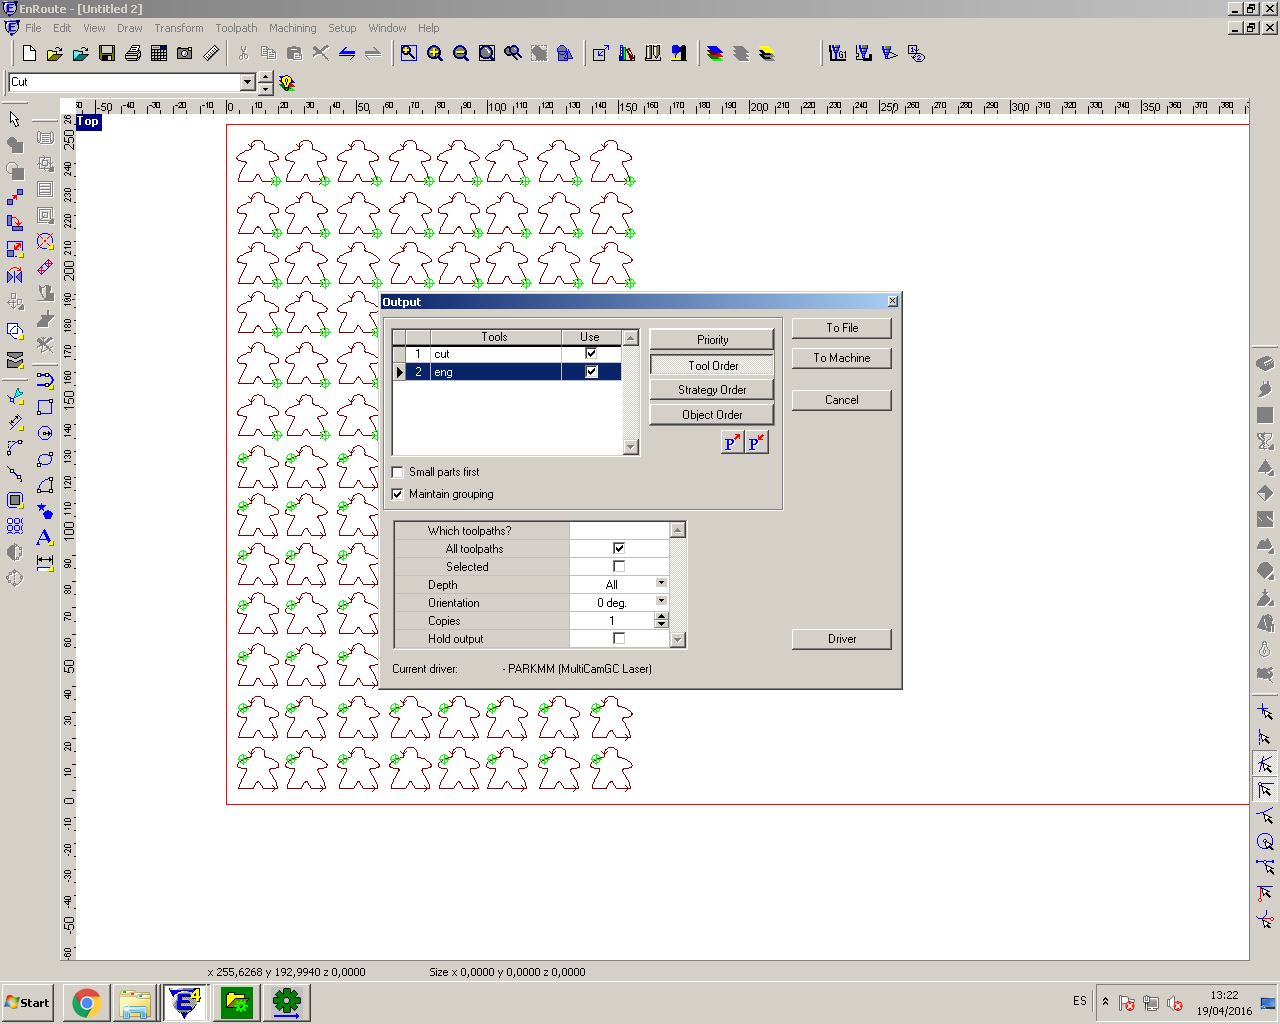 EnRoute - [Untitled 2]
File Edit View Draw Transform Toolpath Machining Setup Window Help
Cut
-50 -10 0 10 20 30 40 50 60 70 80 90 100 110 120 130 140 150 160 170 180 190 200 210 220 230 240 250 260 270 280 290 300 310 320 330 340 350 360 370 380
Top
250
240
230
220
210
200
190
180
170
160
150
140
130
120
110
100
90
80
70
60
50
40
30
20
10
0
-10
-20
-30
-40
-50
-60
Output
Tools Use
1 cut
2 eng
Priority
Tool Order
Strategy Order
Object Order
P P
To File
To Machine
Cancel
Small parts first
Maintain grouping
Which toolpaths?
All toolpaths
Selected
Depth All
Orientation 0 deg.
Copies 1
Hold output
Driver
Current driver: - PARKMM (MultiCamGC Laser)
x 255,6268 y 192,9940 z 0,0000 Size x 0,0000 y 0,0000 z 0,0000
Start
ES
13:22
19/04/2016